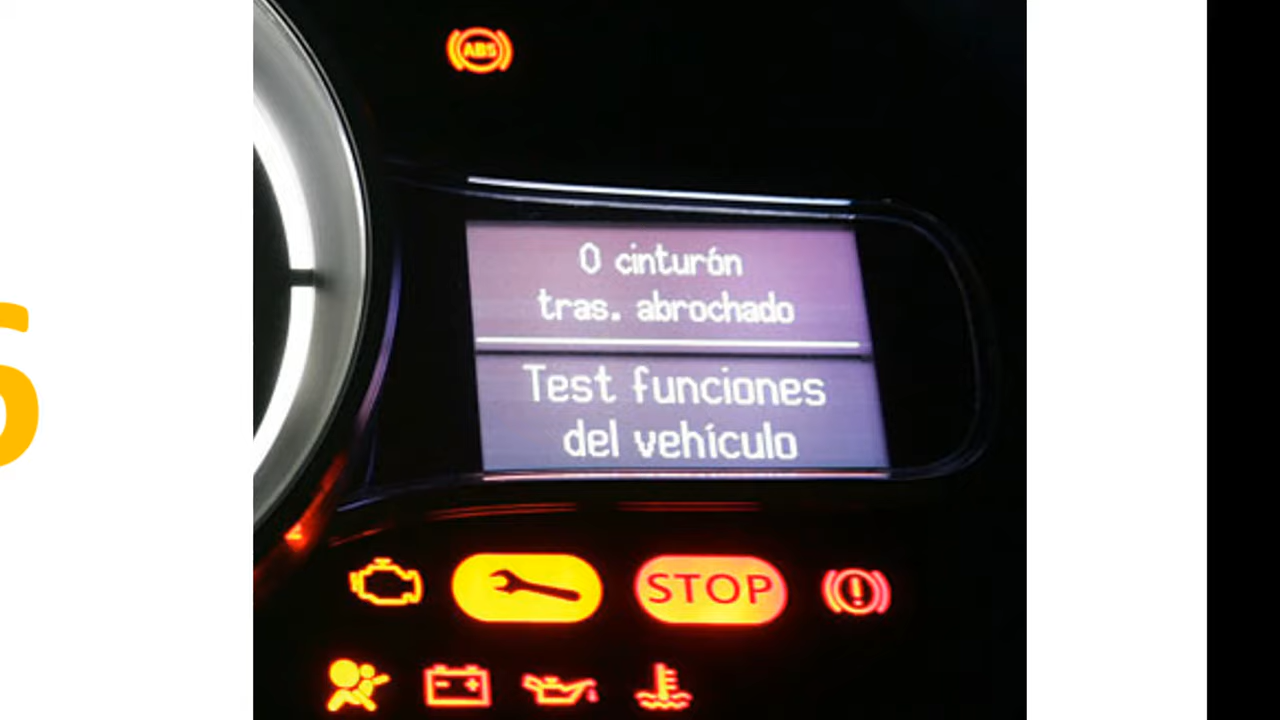 ABS
0 cinturón
tras. abrochado
Test funciones
del vehículo
STOP